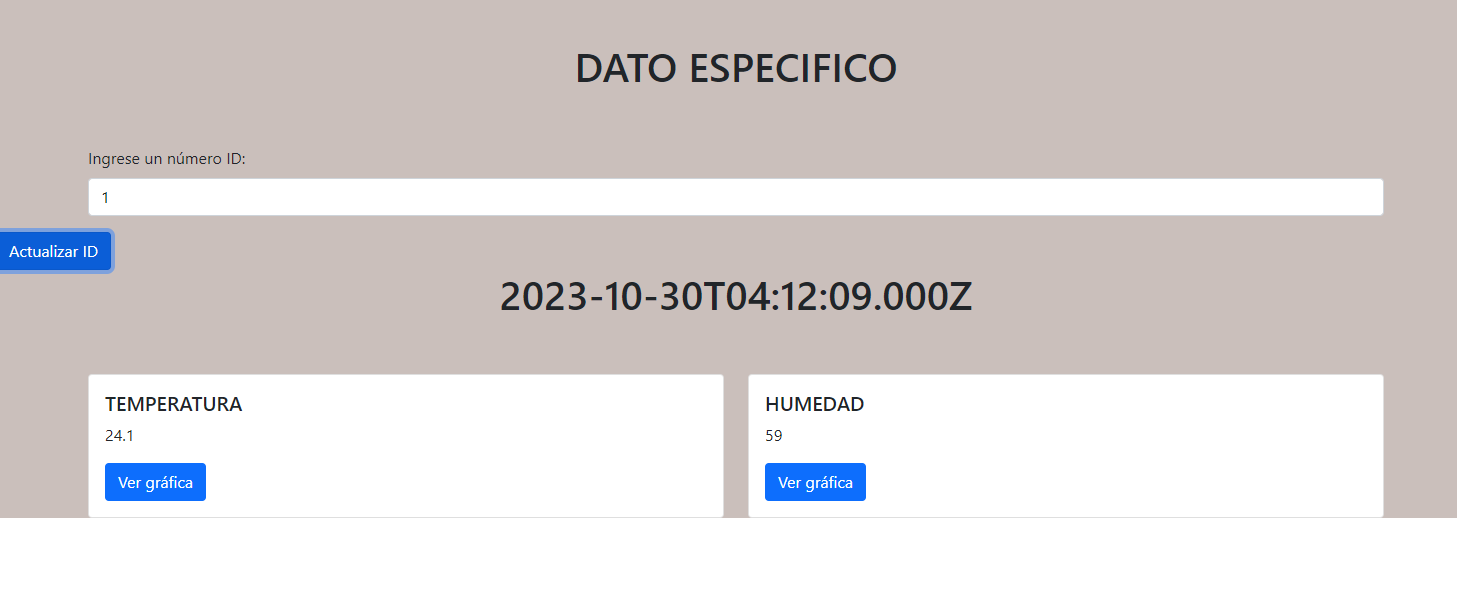 DATO ESPECIFICO
Ingrese un número ID:
1
Actualizar ID
2023-10-30T04:12:09.000Z
TEMPERATURA
24.1
Ver gráfica
HUMEDAD
59
Ver gráfica